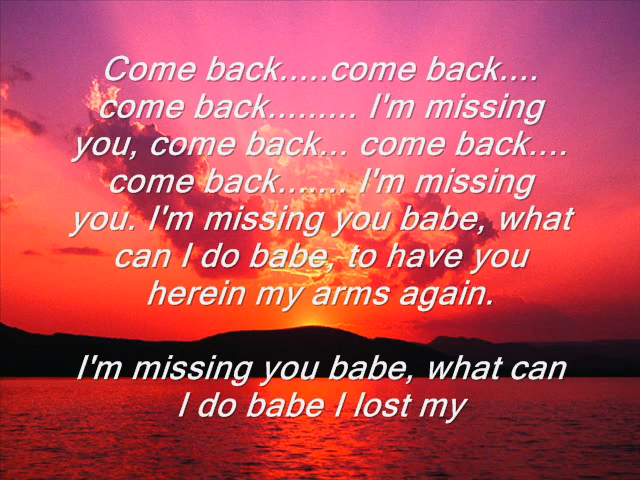 Come back.....come back....
come back......... I'm missing
you, come back... come back....
come back....... I'm missing
you. I'm missing you babe, what
can I do babe, to have you
herein my arms again.
I'm missing you babe, what can
I do babe I lost my